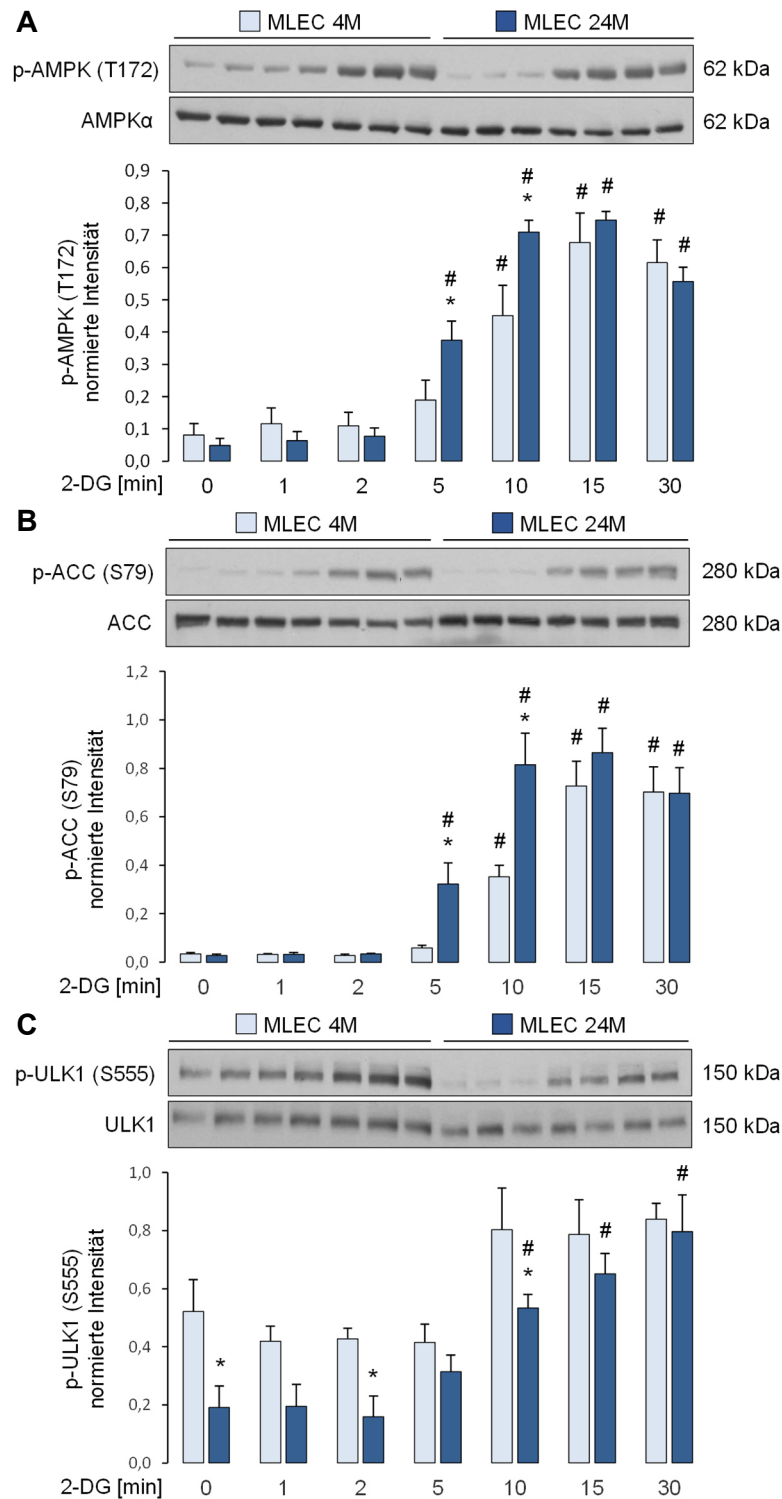 A
MLEC 4M MLEC 24M
p-AMPK (T172) 62 kDa
AMPKα 62 kDa
p-AMPK (T172)
normierte Intensität
0,9
0,8
0,7
0,6
0,5
0,4
0,3
0,2
0,1
0,0
# * # # * # # # #
2-DG [min] 0 1 2 5 10 15 30
B
MLEC 4M MLEC 24M
p-ACC (S79) 280 kDa
ACC 280 kDa
p-ACC (S79)
normierte Intensität
1,2
1,0
0,8
0,6
0,4
0,2
0,0
# * # # * # # # #
2-DG [min] 0 1 2 5 10 15 30
C
MLEC 4M MLEC 24M
p-ULK1 (S555) 150 kDa
ULK1 150 kDa
p-ULK1 (S555)
normierte Intensität
1,0
0,8
0,6
0,4
0,2
0,0
* * # * # #
2-DG [min] 0 1 2 5 10 15 30